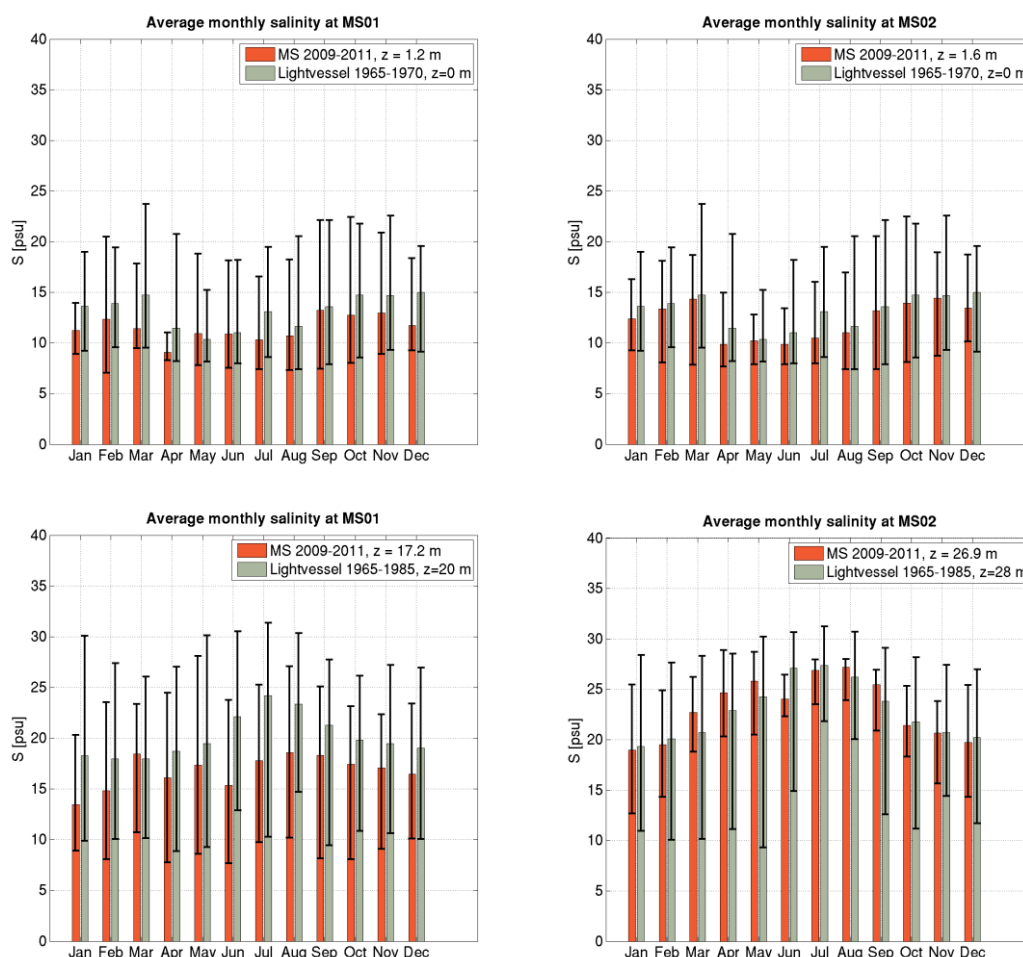 Average monthly salinity at MS01
40
35
30
25
20
15
10
5
0
S [psu]
MS 2009-2011, z = 1.2 m
Lightvessel 1965-1970, z=0 m
Jan Feb Mar Apr May Jun Jul Aug Sep Oct Nov Dec
Average monthly salinity at MS02
40
35
30
25
20
15
10
5
0
S [psu]
MS 2009-2011, z = 1.6 m
Lightvessel 1965-1970, z=0 m
Jan Feb Mar Apr May Jun Jul Aug Sep Oct Nov Dec
Average monthly salinity at MS01
40
35
30
25
20
15
10
5
0
S [psu]
MS 2009-2011, z = 17.2 m
Lightvessel 1965-1985, z=20 m
Jan Feb Mar Apr May Jun Jul Aug Sep Oct Nov Dec
Average monthly salinity at MS02
40
35
30
25
20
15
10
5
0
S [psu]
MS 2009-2011, z = 26.9 m
Lightvessel 1965-1985, z=28 m
Jan Feb Mar Apr May Jun Jul Aug Sep Oct Nov Dec